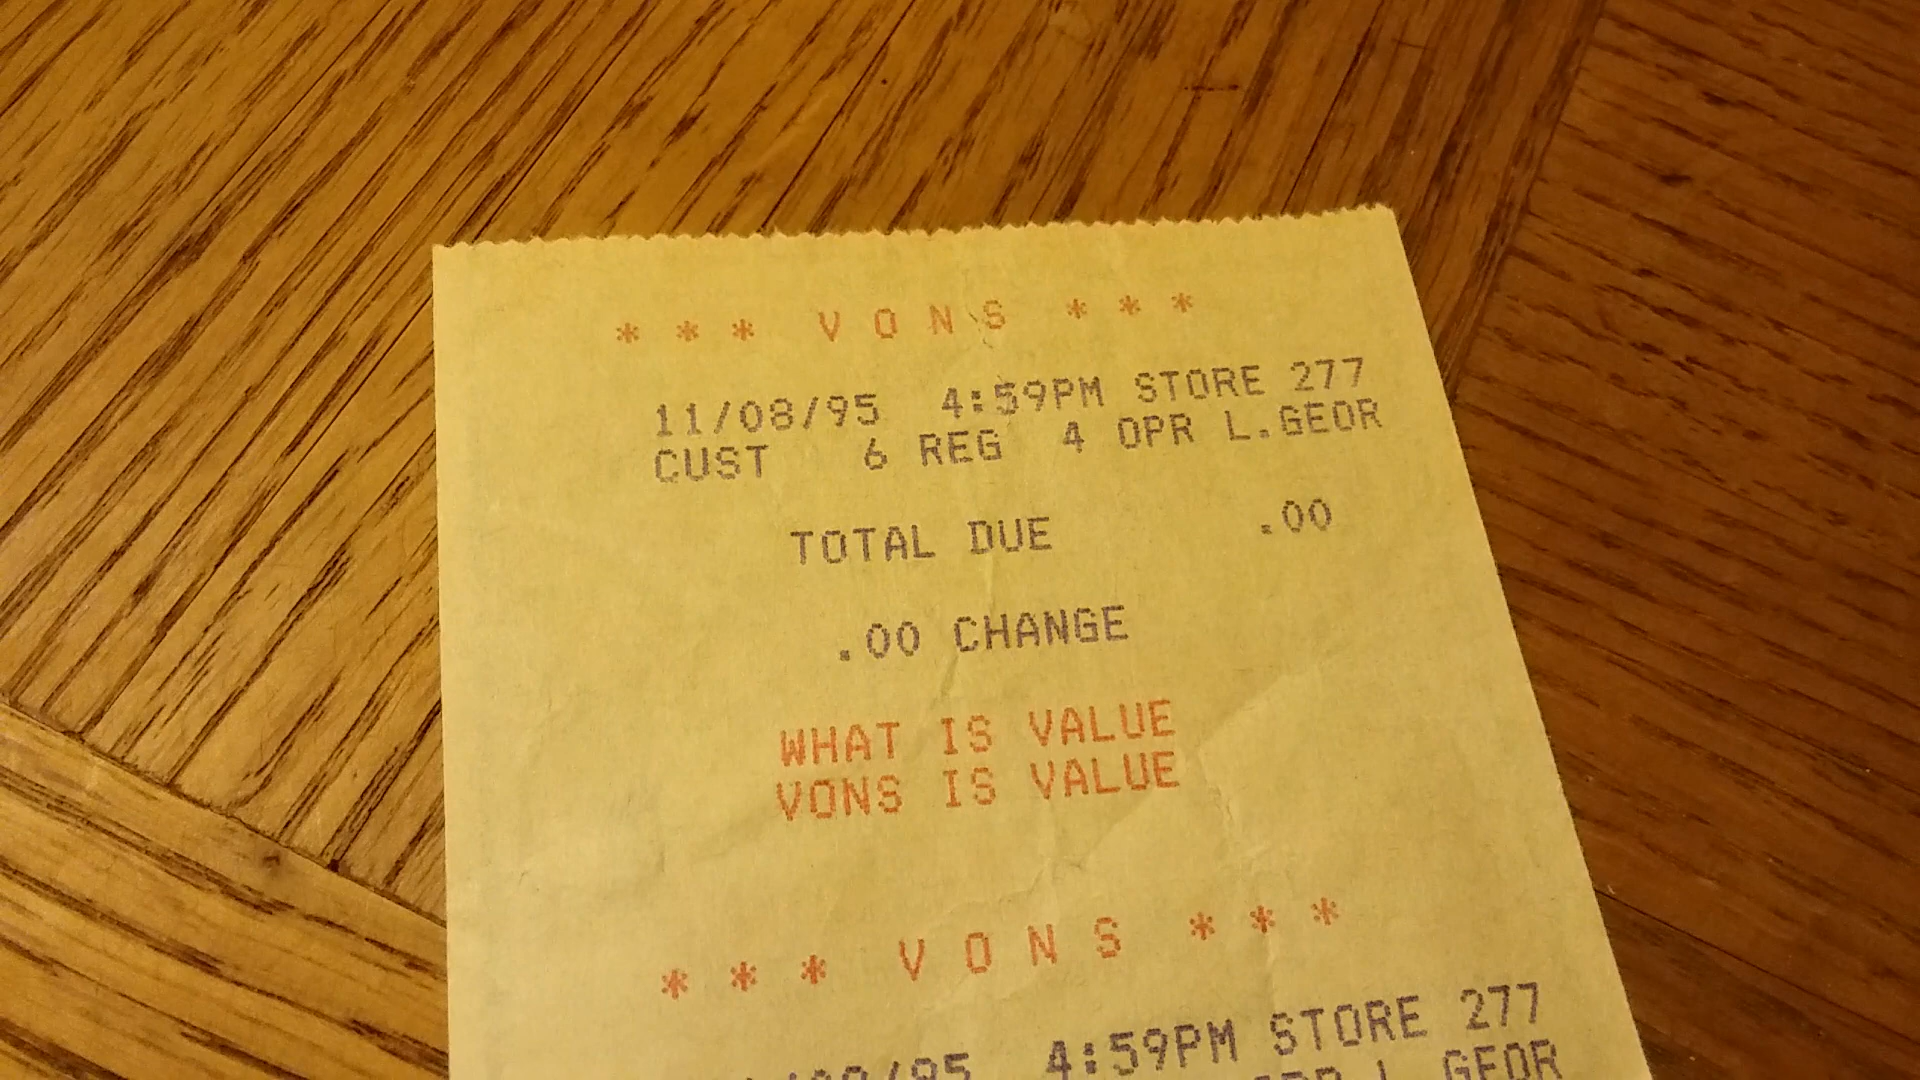 * * * V O N S * * *
11/08/95 4:59PM STORE 277
CUST 6 REG 4 OPR L.GEOR
TOTAL DUE .00
.00 CHANGE
WHAT IS VALUE
VONS IS VALUE
* * * V O N S * * *
4:59PM STORE 277